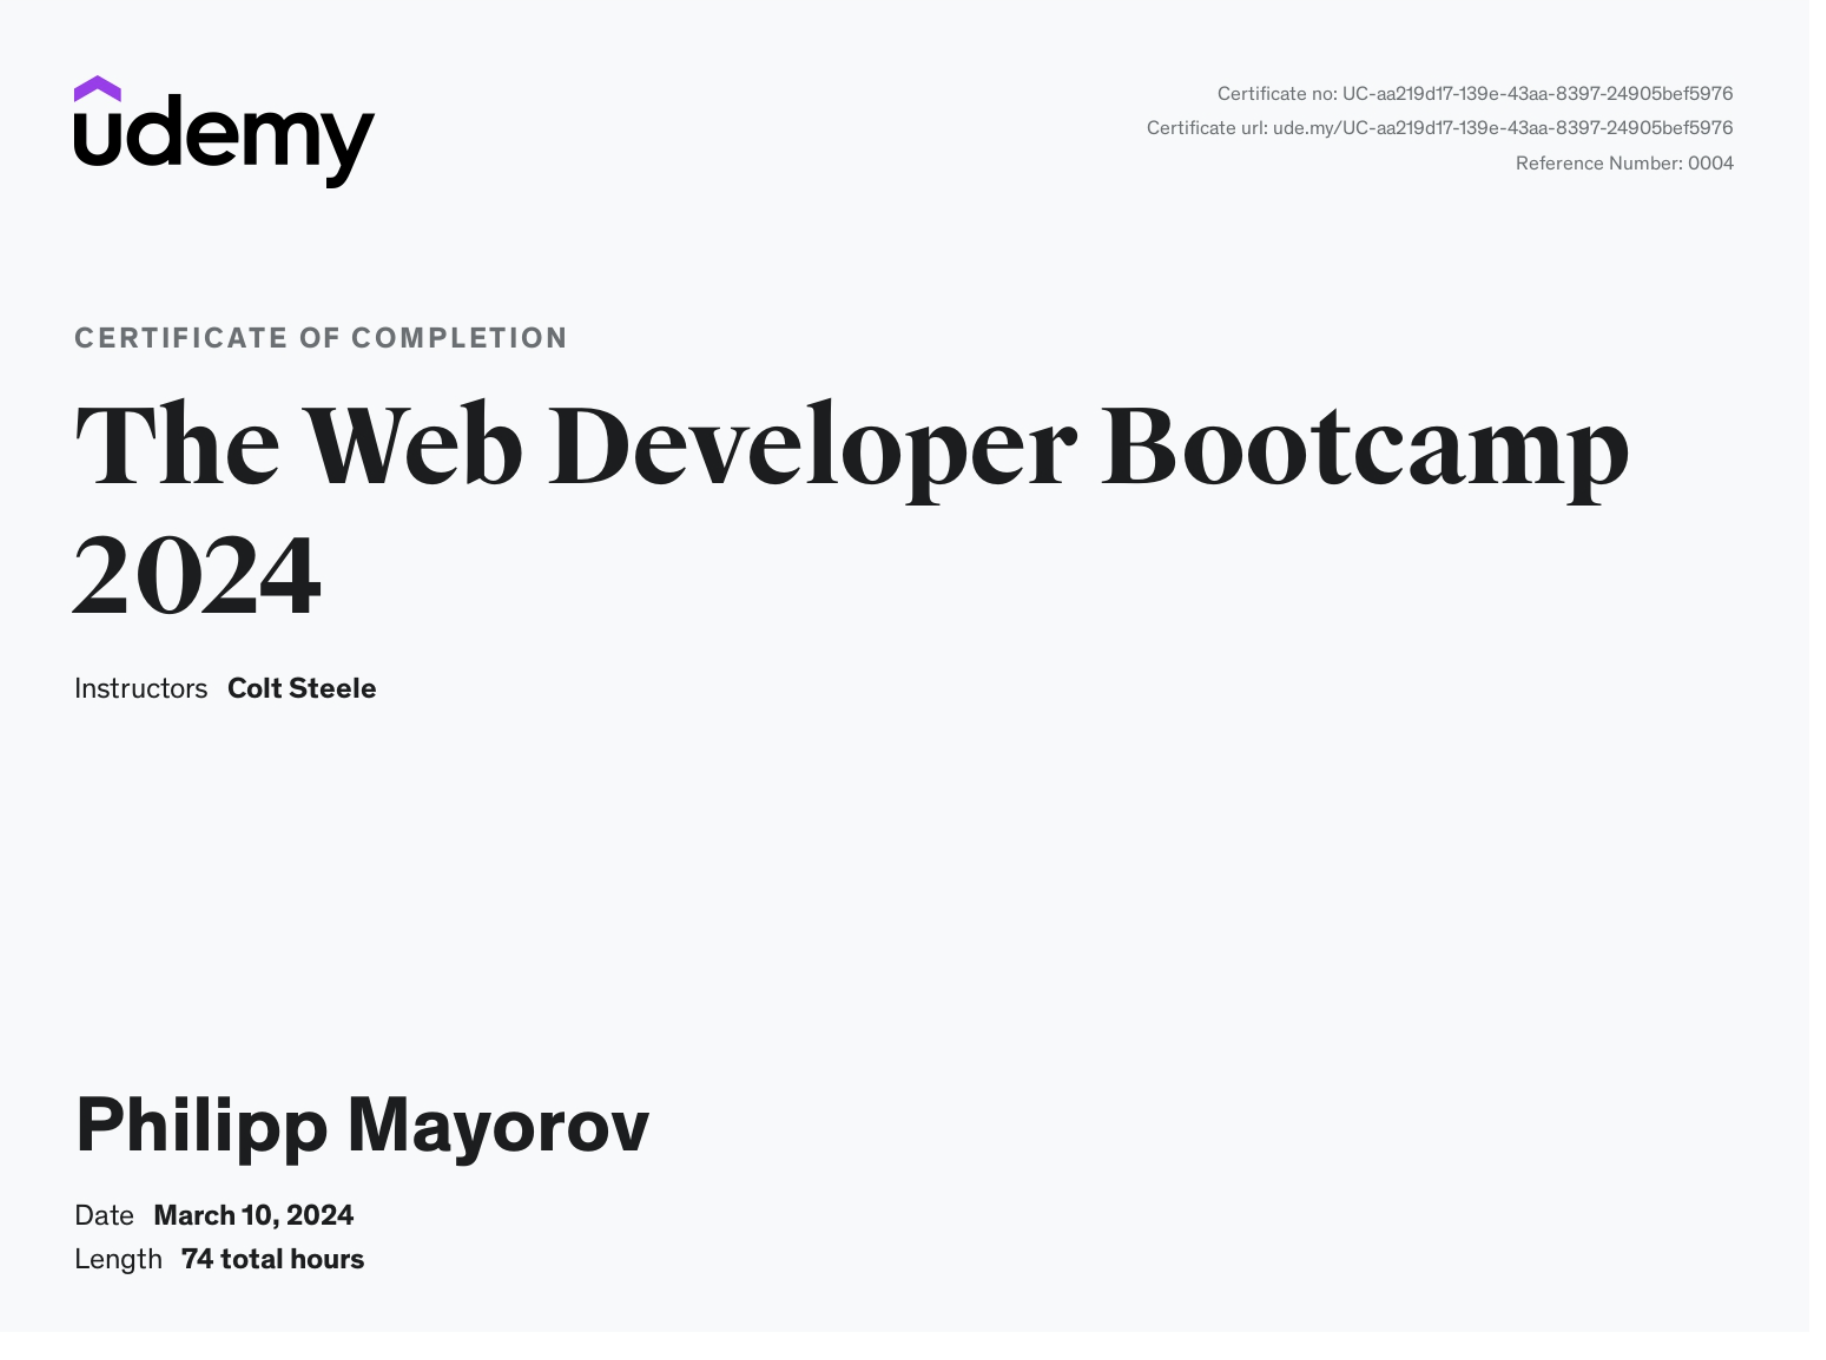 udemy
Certificate no: UC-aa219d17-139e-43aa-8397-24905bef5976
Certificate url: ude.my/UC-aa219d17-139e-43aa-8397-24905bef5976
Reference Number: 0004
CERTIFICATE OF COMPLETION
The Web Developer Bootcamp
2024
Instructors Colt Steele
Philipp Mayorov
Date March 10, 2024
Length 74 total hours